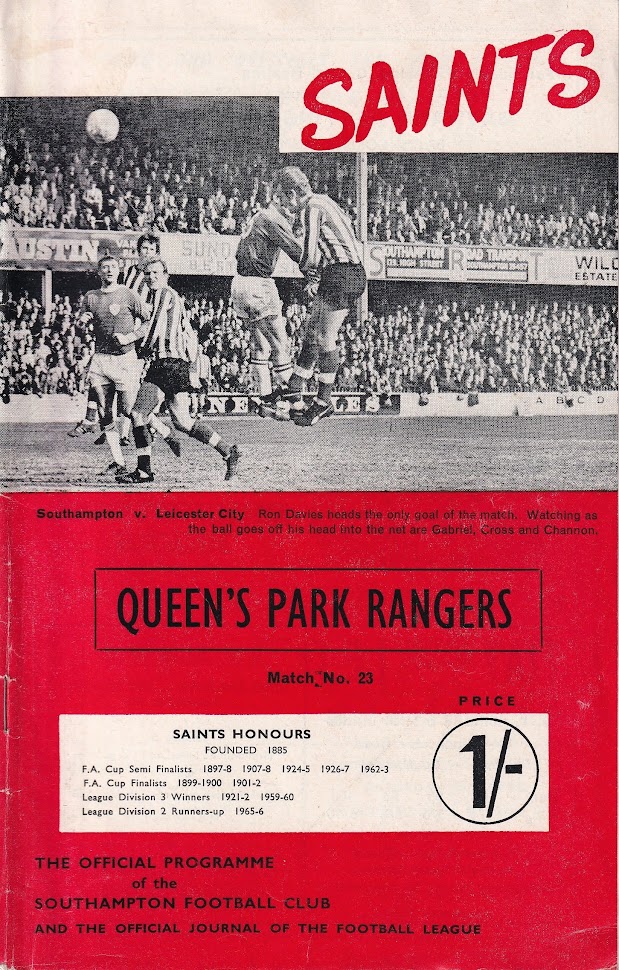 SAINTS
AUSTIN
SUND
SOUTHAMPTON
S
R
T
WILD
ESTATE
A B C D
Southampton v. Leicester City Ron Davies heads the only goal of the match. Watching as
the ball goes off his head into the net are Gabriel, Cross and Channon.
QUEEN'S PARK RANGERS
Match No. 23
PRICE
1/-
SAINTS HONOURS
FOUNDED 1885
F.A. Cup Semi Finalists 1897-8 1907-8 1924-5 1926-7 1962-3
F.A. Cup Finalists 1899-1900 1901-2
League Division 3 Winners 1921-2 1959-60
League Division 2 Runners-up 1965-6
THE OFFICIAL PROGRAMME
of the
SOUTHAMPTON FOOTBALL CLUB
AND THE OFFICIAL JOURNAL OF THE FOOTBALL LEAGUE